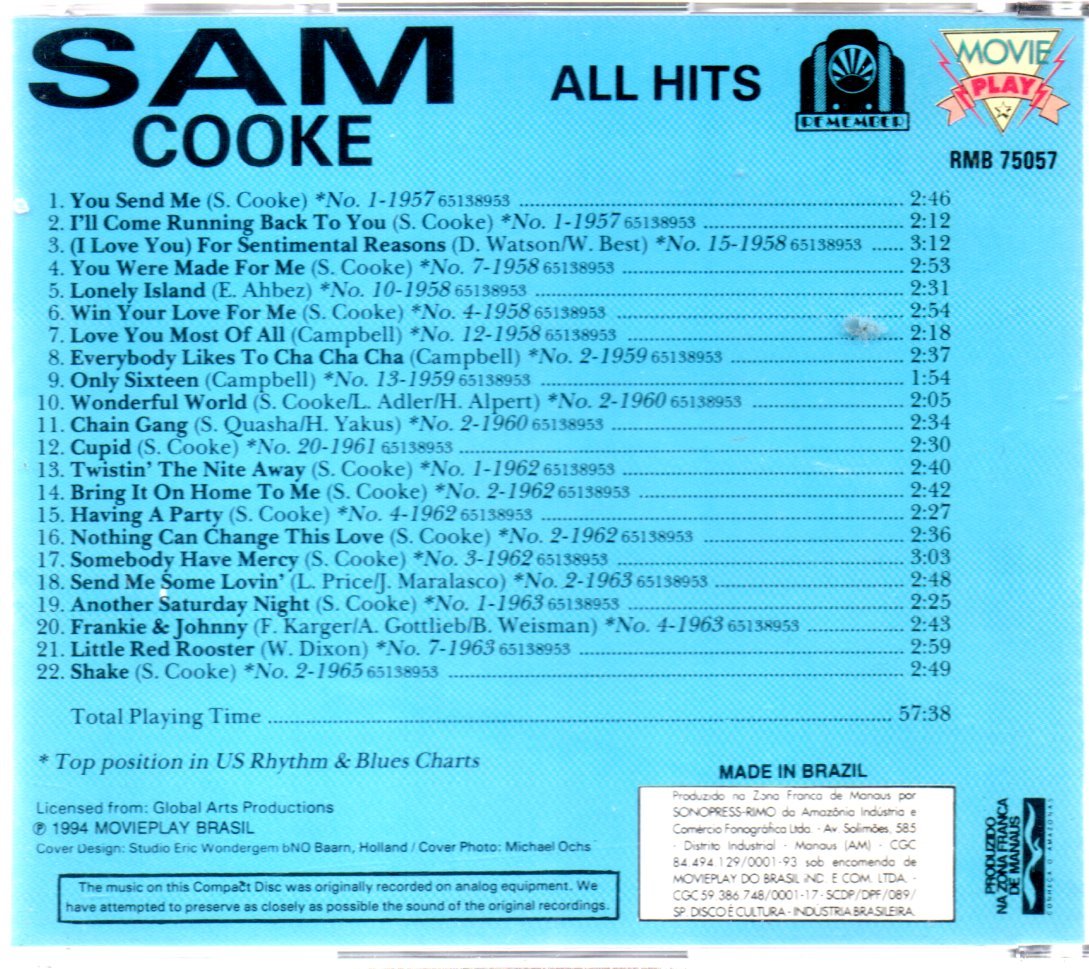 SAM
COOKE
ALL HITS
REMEMBER
MOVIE
PLAY
RMB 75057
1. You Send Me (S. Cooke) *No. 1-1957 65138953 2:46
2. I'll Come Running Back To You (S. Cooke) *No. 1-1957 65138953 2:12
3. (I Love You) For Sentimental Reasons (D. Watson/W. Best) *No. 15-1958 65138953 3:12
4. You Were Made For Me (S. Cooke) *No. 7-1958 65138953 2:53
5. Lonely Island (E. Ahbez) *No. 10-1958 65138953 2:31
6. Win Your Love For Me (S. Cooke) *No. 4-1958 65138953 2:54
7. Love You Most Of All (Campbell) *No. 12-1958 65138953 2:18
8. Everybody Likes To Cha Cha Cha (Campbell) *No. 2-1959 65138953 2:37
9. Only Sixteen (Campbell) *No. 13-1959 65138953 1:54
10. Wonderful World (S. Cooke/L. Adler/H. Alpert) *No. 2-1960 65138953 2:05
11. Chain Gang (S. Quasha/H. Yakus) *No. 2-1960 65138953 2:34
12. Cupid (S. Cooke) *No. 20-1961 65138953 2:30
13. Twistin' The Nite Away (S. Cooke) *No. 1-1962 65138953 2:40
14. Bring It On Home To Me (S. Cooke) *No. 2-1962 65138953 2:42
15. Having A Party (S. Cooke) *No. 4-1962 65138953 2:27
16. Nothing Can Change This Love (S. Cooke) *No. 2-1962 65138953 2:36
17. Somebody Have Mercy (S. Cooke) *No. 3-1962 65138953 3:03
18. Send Me Some Lovin' (L. Price/J. Maralasco) *No. 2-1963 65138953 2:48
19. Another Saturday Night (S. Cooke) *No. 1-1963 65138953 2:25
20. Frankie & Johnny (F. Karger/A. Gottlieb/B. Weisman) *No. 4-1963 65138953 2:43
21. Little Red Rooster (W. Dixon) *No. 7-1963 65138953 2:59
22. Shake (S. Cooke) *No. 2-1965 65138953 2:49
Total Playing Time 57:38
* Top position in US Rhythm & Blues Charts
Licensed from: Global Arts Productions
℗ 1994 MOVIEPLAY BRASIL
Cover Design: Studio Eric Wondergem bNO Baarn, Holland / Cover Photo: Michael Ochs
The music on this Compact Disc was originally recorded on analog equipment. We
have attempted to preserve as closely as possible the sound of the original recordings.
MADE IN BRAZIL
Produzido na Zona Franca de Manaus por
SONOPRESS-RIMO da Amazônia Indústria e
Comércio Fonográfica Ltda. - Av. Solimões, 585
- Distrito Industrial - Manaus (AM) - CGC
84.494.129/0001-93 sob encomenda de
MOVIEPLAY DO BRASIL IND. E COM. LTDA. -
CGC 59.386.748/0001-17 - SCDP/DPF/089/
SP. DISCO É CULTURA - INDÚSTRIA BRASILEIRA.
PRODUZIDO
NA ZONA FRANCA
DE MANAUS
CONHEÇA O AMAZONAS